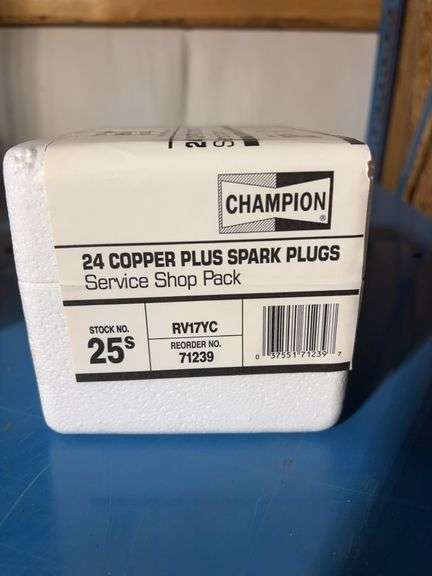 CHAMPION
®
24 COPPER PLUS SPARK PLUGS
Service Shop Pack
STOCK NO.
25S
RV17YC
REORDER NO.
71239
0 37551 71239 7